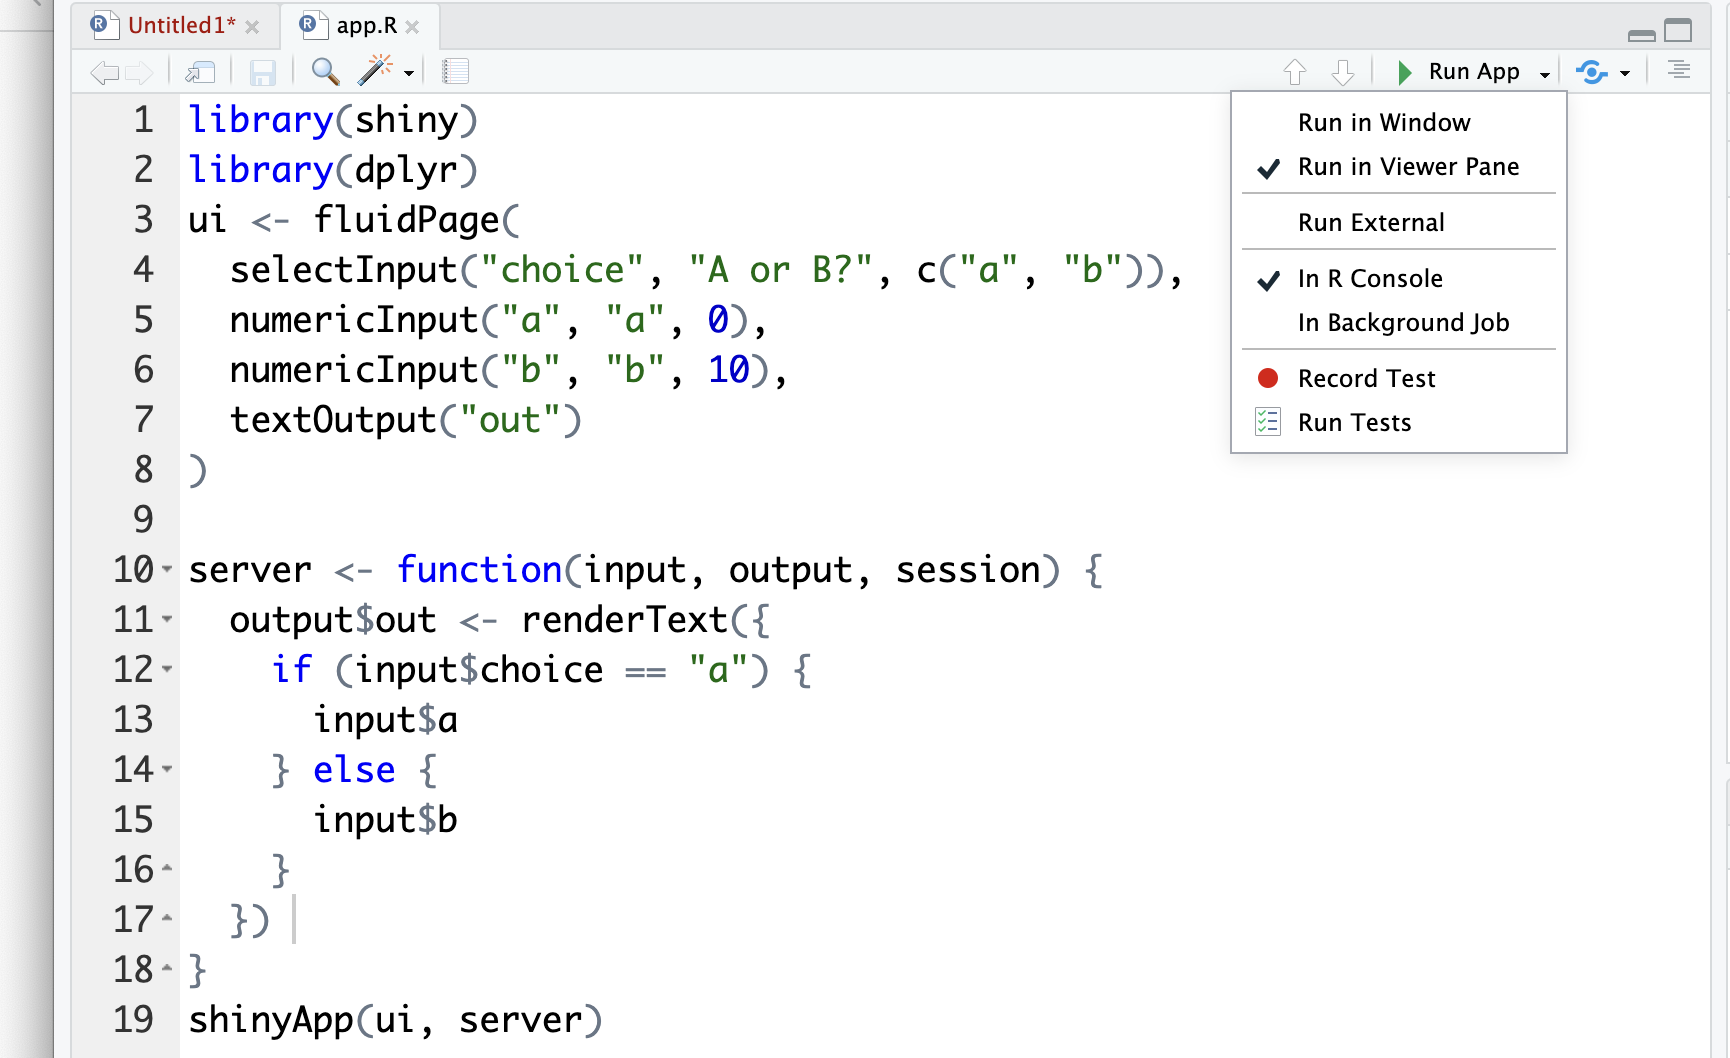 Untitled1* app.R
Run App
1 library(shiny)
2 library(dplyr)
3 ui <- fluidPage(
4   selectInput("choice", "A or B?", c("a", "b")),
5   numericInput("a", "a", 0),
6   numericInput("b", "b", 10),
7   textOutput("out")
8 )
9
10 server <- function(input, output, session) {
11   output$out <- renderText({
12     if (input$choice == "a") {
13       input$a
14     } else {
15       input$b
16     }
17   })
18 }
19 shinyApp(ui, server)
Run in Window
Run in Viewer Pane
Run External
In R Console
In Background Job
Record Test
Run Tests